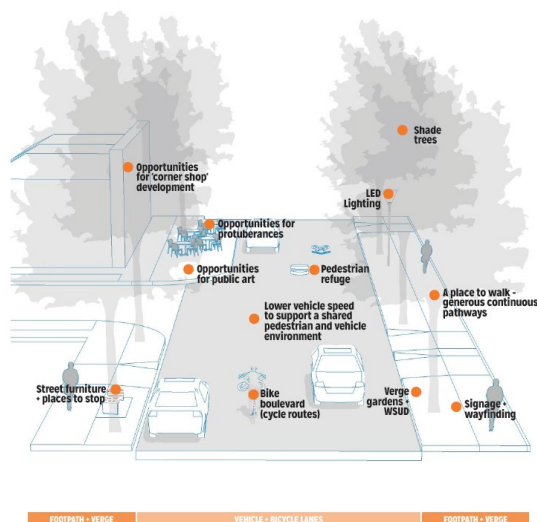 Shade
trees
Opportunities
for 'corner shop'
development
LED
Lighting
Opportunities for
protuberances
Opportunities
for public art
Pedestrian
refuge
A place to walk -
generous continuous
pathways
Lower vehicle speed
to support a shared
pedestrian and vehicle
environment
Street furniture
+ places to stop
Bike
boulevard
(cycle routes)
Verge
gardens +
WSUD
Signage +
wayfinding
FOOTPATH + VERGE
VEHICLE + BICYCLE LANES
FOOTPATH + VERGE